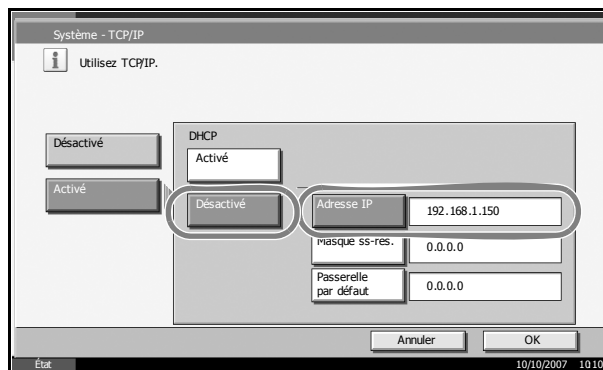 Système - TCP/IP
Utilisez TCP/IP.
Désactivé
Activé
DHCP
Activé
Désactivé
Adresse IP 192.168.1.150
Masque ss-res. 0.0.0.0
Passerelle
par défaut 0.0.0.0
Annuler OK
État 10/10/2007 10:10